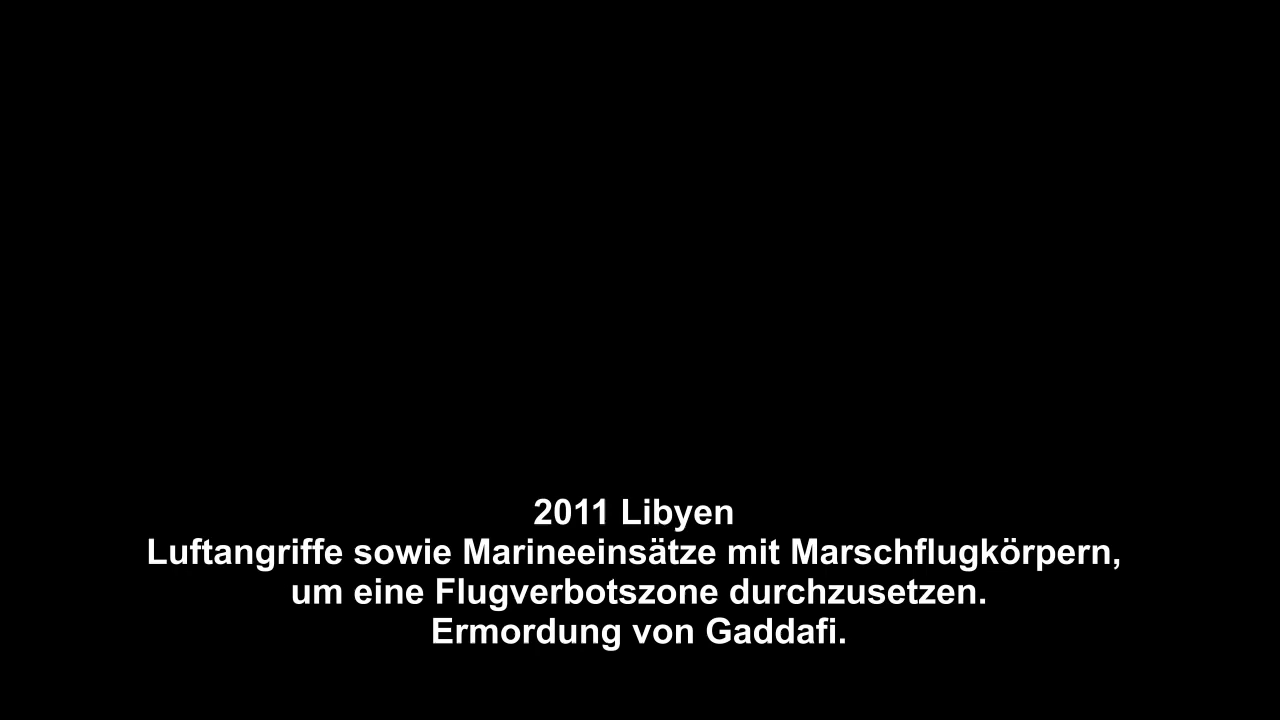 2011 Libyen
Luftangriffe sowie Marineeinsätze mit Marschflugkörpern,
um eine Flugverbotszone durchzusetzen.
Ermordung von Gaddafi.